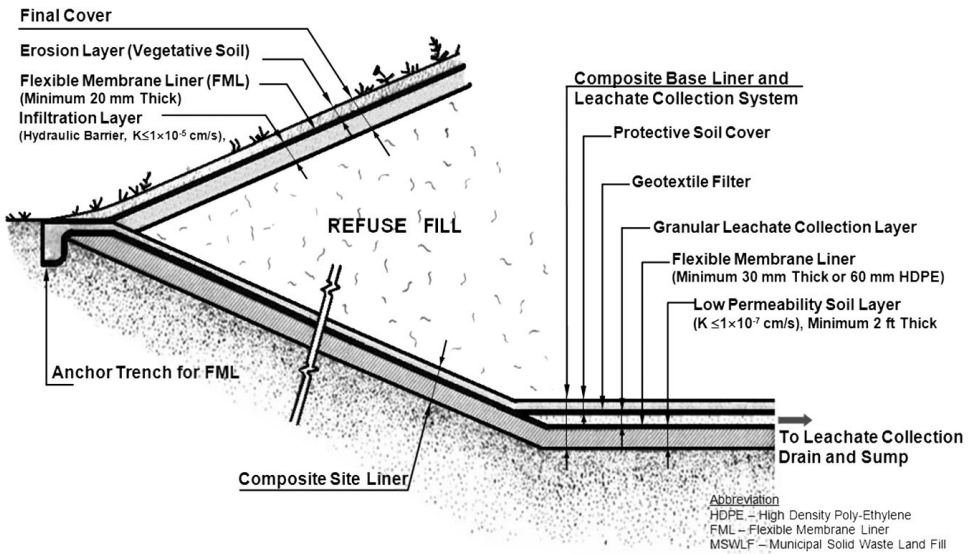 Final Cover
Erosion Layer (Vegetative Soil)
Flexible Membrane Liner (FML)
(Minimum 20 mm Thick)
Infiltration Layer
(Hydraulic Barrier, K≤1×10⁻⁵ cm/s),
REFUSE FILL
Anchor Trench for FML
Composite Site Liner
Composite Base Liner and
Leachate Collection System
Protective Soil Cover
Geotextile Filter
Granular Leachate Collection Layer
Flexible Membrane Liner
(Minimum 30 mm Thick or 60 mm HDPE)
Low Permeability Soil Layer
(K ≤1×10⁻⁷ cm/s), Minimum 2 ft Thick
To Leachate Collection
Drain and Sump
Abbreviation
HDPE – High Density Poly-Ethylene
FML – Flexible Membrane Liner
MSWLF – Municipal Solid Waste Land Fill